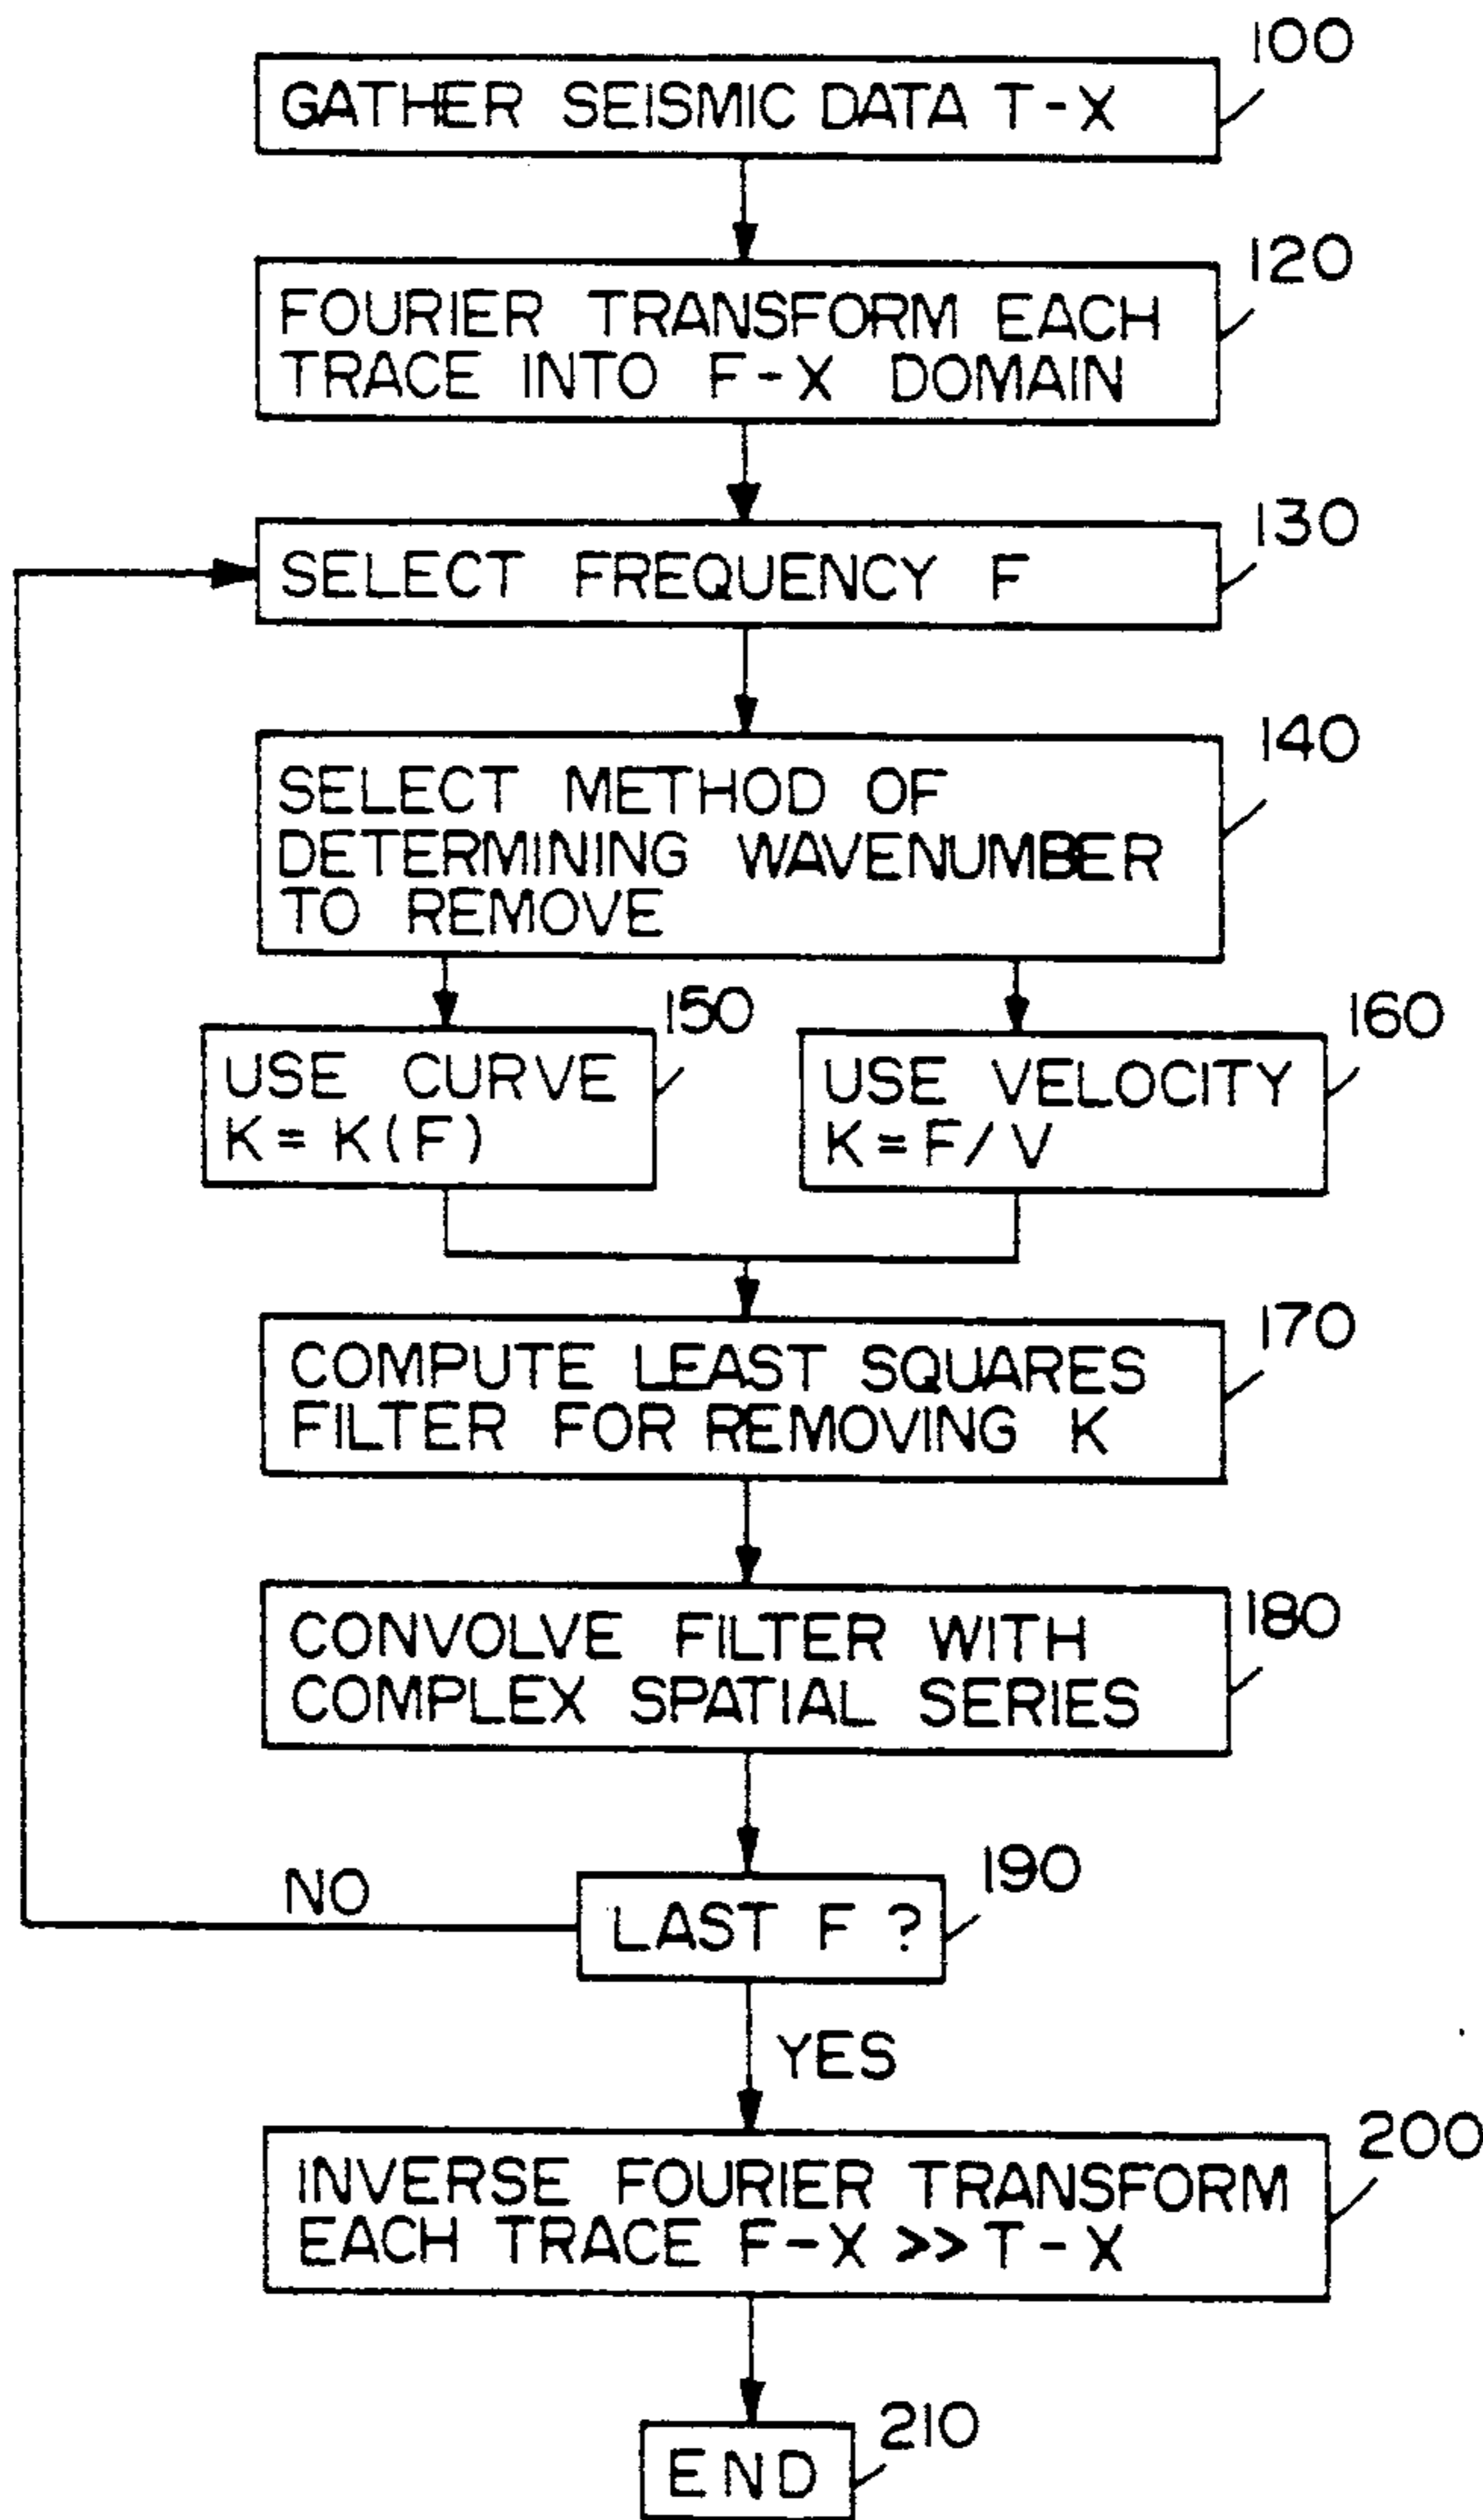 100
GATHER SEISMIC DATA T-X
120
FOURIER TRANSFORM EACH
TRACE INTO F-X DOMAIN
130
SELECT FREQUENCY F
140
SELECT METHOD OF
DETERMINING WAVENUMBER
TO REMOVE
150
USE CURVE
K=K(F)
160
USE VELOCITY
K=F/V
170
COMPUTE LEAST SQUARES
FILTER FOR REMOVING K
180
CONVOLVE FILTER WITH
COMPLEX SPATIAL SERIES
190
NO
LAST F ?
YES
200
INVERSE FOURIER TRANSFORM
EACH TRACE F-X >> T-X
210
END